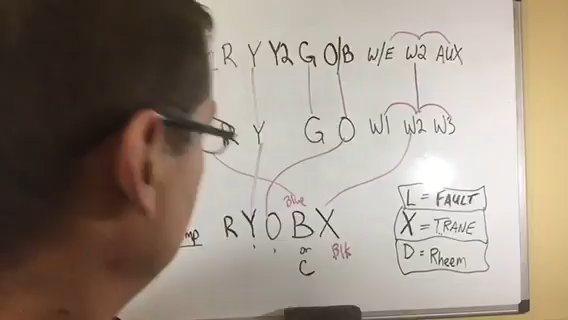 R Y Y2 G O/B W/E W2 AUX
R Y G O W1 W2 W3
Blue
RYOBX
or
C
Blk
L = FAULT
X = TRANE
D = Rheem